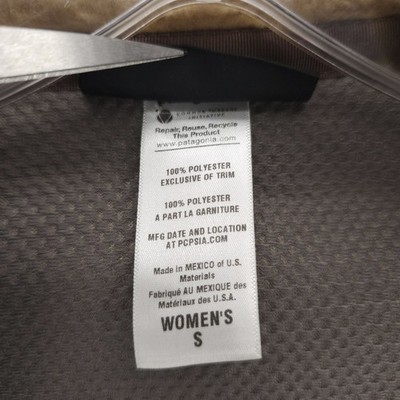 Repair, Reuse, Recycle
This Product
www.patagonia.com
100% POLYESTER
EXCLUSIVE OF TRIM
100% POLYESTER
A PART LA GARNITURE
MFG DATE AND LOCATION
AT PCPSIA.COM
Made in MEXICO of U.S.
Materials
Fabriqué AU MEXIQUE des
Matériaux des U.S.A.
WOMEN'S
S